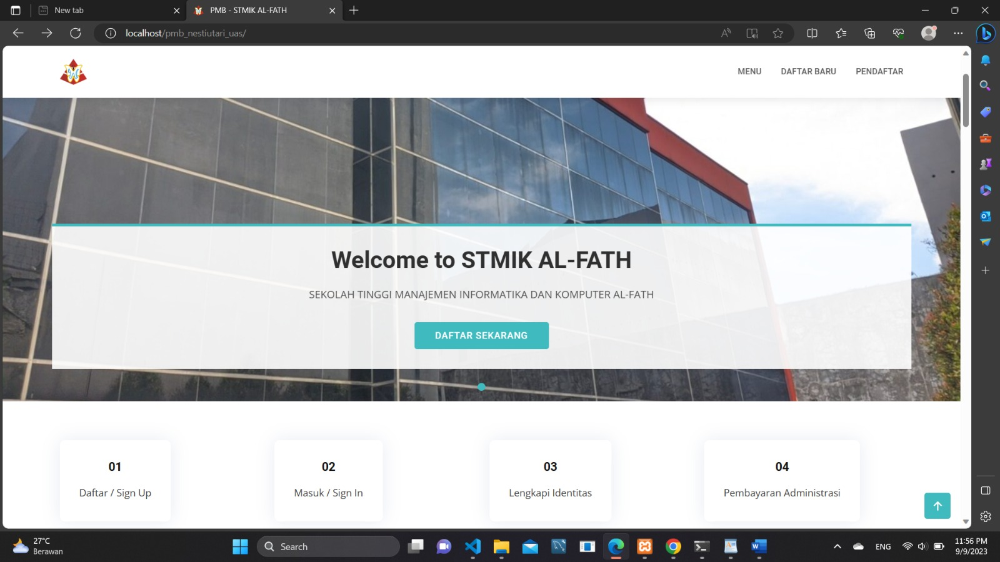 New tab
PMB - STMIK AL-FATH
localhost/pmb_nestiutari_uas/
MENU
DAFTAR BARU
PENDAFTAR
Welcome to STMIK AL-FATH
SEKOLAH TINGGI MANAJEMEN INFORMATIKA DAN KOMPUTER AL-FATH
DAFTAR SEKARANG
01
Daftar / Sign Up
02
Masuk / Sign In
03
Lengkapi Identitas
04
Pembayaran Administrasi
27°C
Berawan
Search
ENG
11:56 PM
9/9/2023